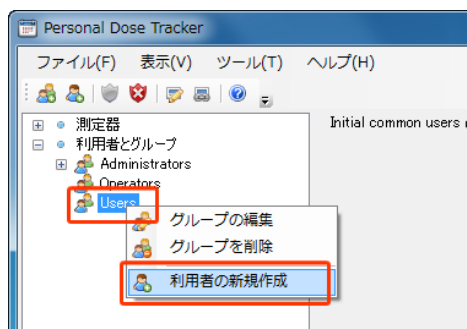 Personal Dose Tracker
ファイル(F) 表示(V) ツール(T) ヘルプ(H)
測定器
Initial common users
利用者とグループ
Administrators
Operators
Users
グループの編集
グループを削除
利用者の新規作成